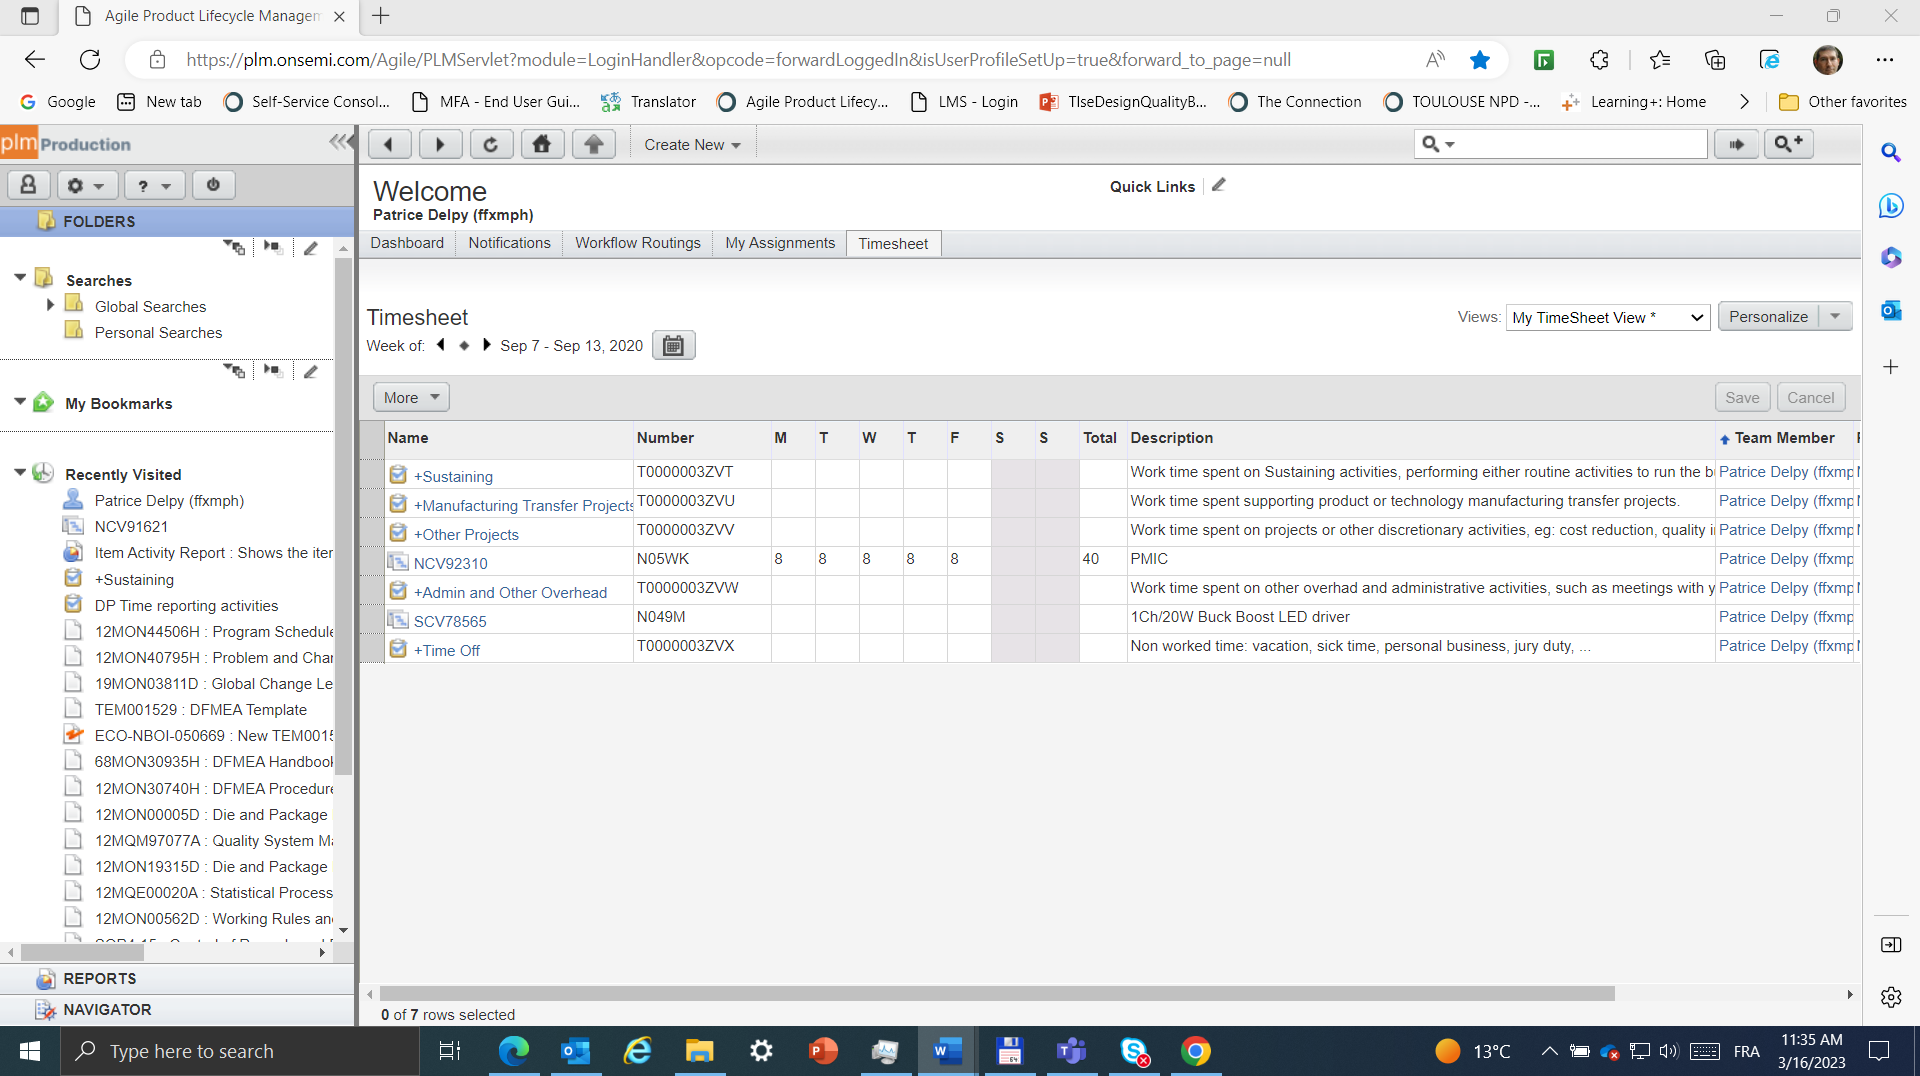 Agile Product Lifecycle Managem
https://plm.onsemi.com/Agile/PLMServlet?module=LoginHandler&opcode=forwardLoggedIn&isUserProfileSetUp=true&forward_to_page=null
Google New tab Self-Service Consol... MFA - End User Gui... Translator Agile Product Lifecy... LMS - Login TlseDesignQualityB... The Connection TOULOUSE NPD -... Learning+: Home Other favorites
plm Production
Create New
Welcome
Quick Links
Patrice Delpy (ffxmph)
Dashboard Notifications Workflow Routings My Assignments Timesheet
FOLDERS
Searches
Global Searches
Personal Searches
My Bookmarks
Recently Visited
Patrice Delpy (ffxmph)
NCV91621
Item Activity Report : Shows the iter
+Sustaining
DP Time reporting activities
12MON44506H : Program Schedule
12MON40795H : Problem and Char
19MON03811D : Global Change Le
TEM001529 : DFMEA Template
ECO-NBOI-050669 : New TEM0015
68MON30935H : DFMEA Handbook
12MON30740H : DFMEA Procedure
12MON00005D : Die and Package
12MQM97077A : Quality System Ma
12MON19315D : Die and Package
12MQE00020A : Statistical Process
12MON00562D : Working Rules an
REPORTS
NAVIGATOR
Timesheet
Views: My TimeSheet View * Personalize
Week of: Sep 7 - Sep 13, 2020
More Save Cancel
Name Number M T W T F S S Total Description Team Member
+Sustaining T0000003ZVT Work time spent on Sustaining activities, performing either routine activities to run the bu Patrice Delpy (ffxmp
+Manufacturing Transfer Projects T0000003ZVU Work time spent supporting product or technology manufacturing transfer projects. Patrice Delpy (ffxmp
+Other Projects T0000003ZVV Work time spent on projects or other discretionary activities, eg: cost reduction, quality i Patrice Delpy (ffxmp
NCV92310 N05WK 8 8 8 8 8 40 PMIC Patrice Delpy (ffxmp
+Admin and Other Overhead T0000003ZVW Work time spent on other overhad and administrative activities, such as meetings with y Patrice Delpy (ffxmp
SCV78565 N049M 1Ch/20W Buck Boost LED driver Patrice Delpy (ffxmp
+Time Off T0000003ZVX Non worked time: vacation, sick time, personal business, jury duty, ... Patrice Delpy (ffxmp
0 of 7 rows selected
Type here to search
13°C
FRA
11:35 AM
3/16/2023